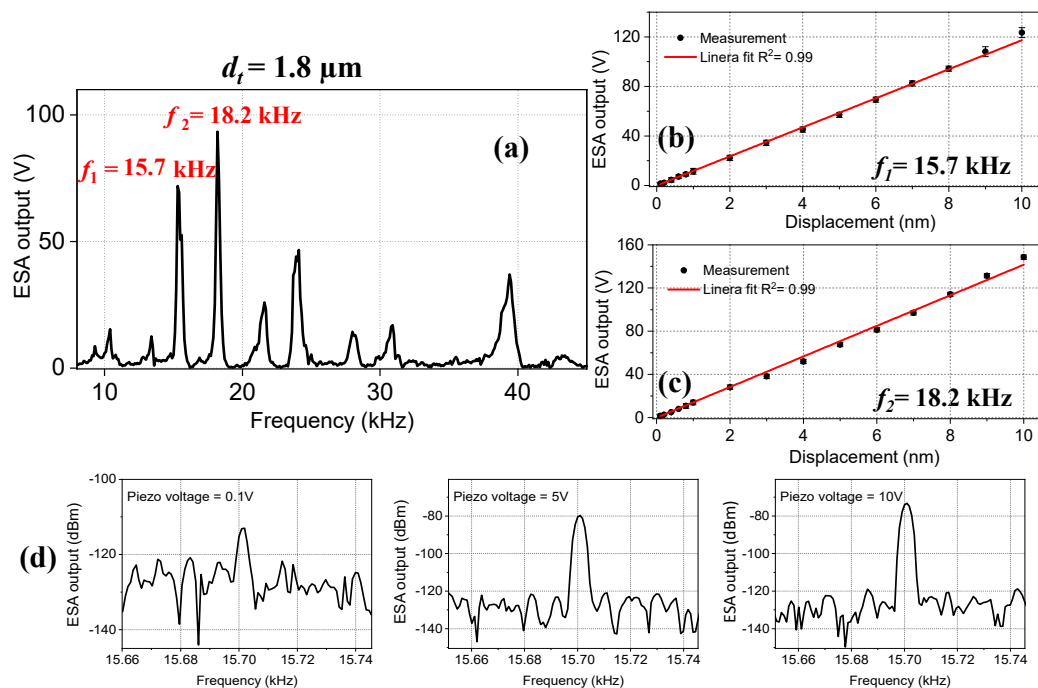 d_t = 1.8 µm
100
50
0
ESA output (V)
f_1 = 15.7 kHz
f_2 = 18.2 kHz
(a)
10 20 30 40
Frequency (kHz)
120
80
40
0
ESA output (V)
Measurement
Linera fit R²= 0.99
(b)
f_1= 15.7 kHz
0 2 4 6 8 10
Displacement (nm)
160
120
80
40
0
ESA output (V)
Measurement
Linera fit R²= 0.99
(c)
f_2= 18.2 kHz
0 2 4 6 8 10
Displacement (nm)
(d)
-100
-120
-140
ESA output (dBm)
Piezo voltage = 0.1V
15.66 15.68 15.70 15.72 15.74
Frequency (kHz)
-80
-100
-120
-140
ESA output (dBm)
Piezo voltage = 5V
15.66 15.68 15.70 15.72 15.74
Frequency (kHz)
-80
-100
-120
-140
ESA output (dBm)
Piezo voltage = 10V
15.66 15.68 15.70 15.72 15.74
Frequency (kHz)